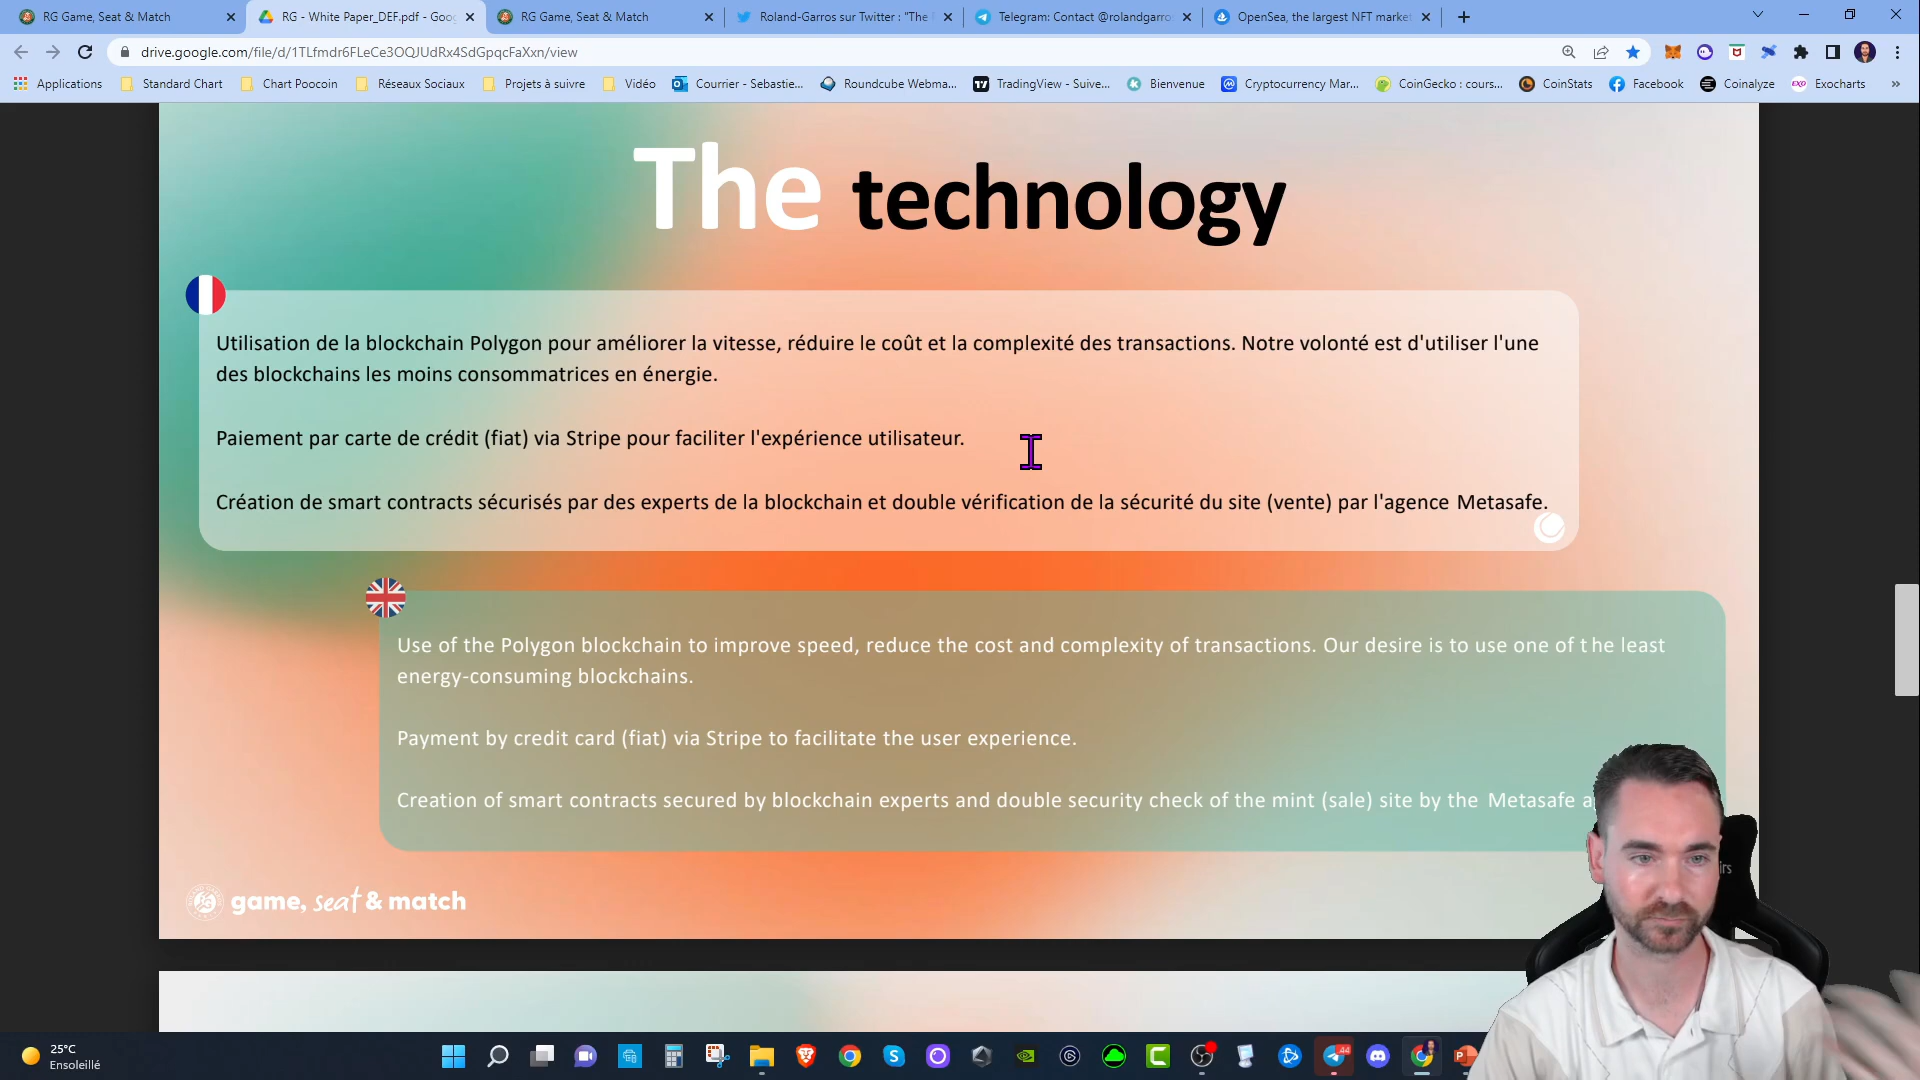 RG Game, Seat & Match
RG - White Paper_DEF.pdf - Goo
RG Game, Seat & Match
Roland-Garros sur Twitter : "The
Telegram: Contact @rolandgarro
OpenSea, the largest NFT market
drive.google.com/file/d/1TLfmdr6FLeCe3OQJUdRx4SdGpqcFaXxn/view
Applications
Standard Chart
Chart Poocoin
Réseaux Sociaux
Projets à suivre
Vidéo
Courrier - Sebastie...
Roundcube Webma...
TradingView - Suive...
Bienvenue
Cryptocurrency Mar...
CoinGecko : cours...
CoinStats
Facebook
Coinalyze
Exocharts
The technology
Utilisation de la blockchain Polygon pour améliorer la vitesse, réduire le coût et la complexité des transactions. Notre volonté est d'utiliser l'une
des blockchains les moins consommatrices en énergie.
Paiement par carte de crédit (fiat) via Stripe pour faciliter l'expérience utilisateur.
Création de smart contracts sécurisés par des experts de la blockchain et double vérification de la sécurité du site (vente) par l'agence Metasafe.
Use of the Polygon blockchain to improve speed, reduce the cost and complexity of transactions. Our desire is to use one of the least
energy-consuming blockchains.
Payment by credit card (fiat) via Stripe to facilitate the user experience.
Creation of smart contracts secured by blockchain experts and double security check of the mint (sale) site by the Metasafe a
game, seat & match
25°C
Ensoleillé
44